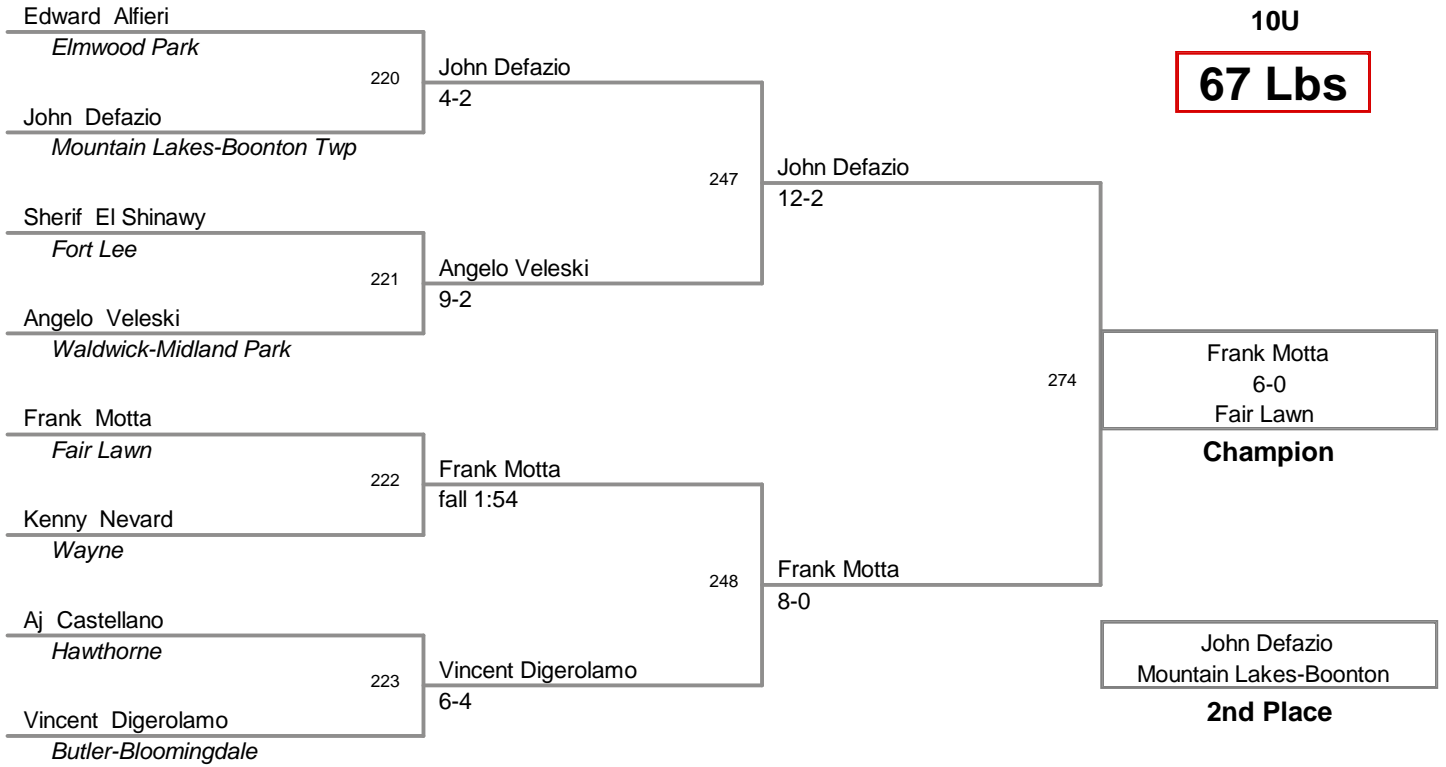 Edward Alfieri
Elmwood Park
220
John Defazio
4-2
John Defazio
Mountain Lakes-Boonton Twp
247
John Defazio
12-2
Sherif El Shinawy
Fort Lee
221
Angelo Veleski
9-2
Angelo Veleski
Waldwick-Midland Park
Frank Motta
Fair Lawn
222
Frank Motta
fall 1:54
Kenny Nevard
Wayne
248
Frank Motta
8-0
Aj Castellano
Hawthorne
223
Vincent Digerolamo
6-4
Vincent Digerolamo
Butler-Bloomingdale
10U
67 Lbs
274
Frank Motta
6-0
Fair Lawn
Champion
John Defazio
Mountain Lakes-Boonton
2nd Place